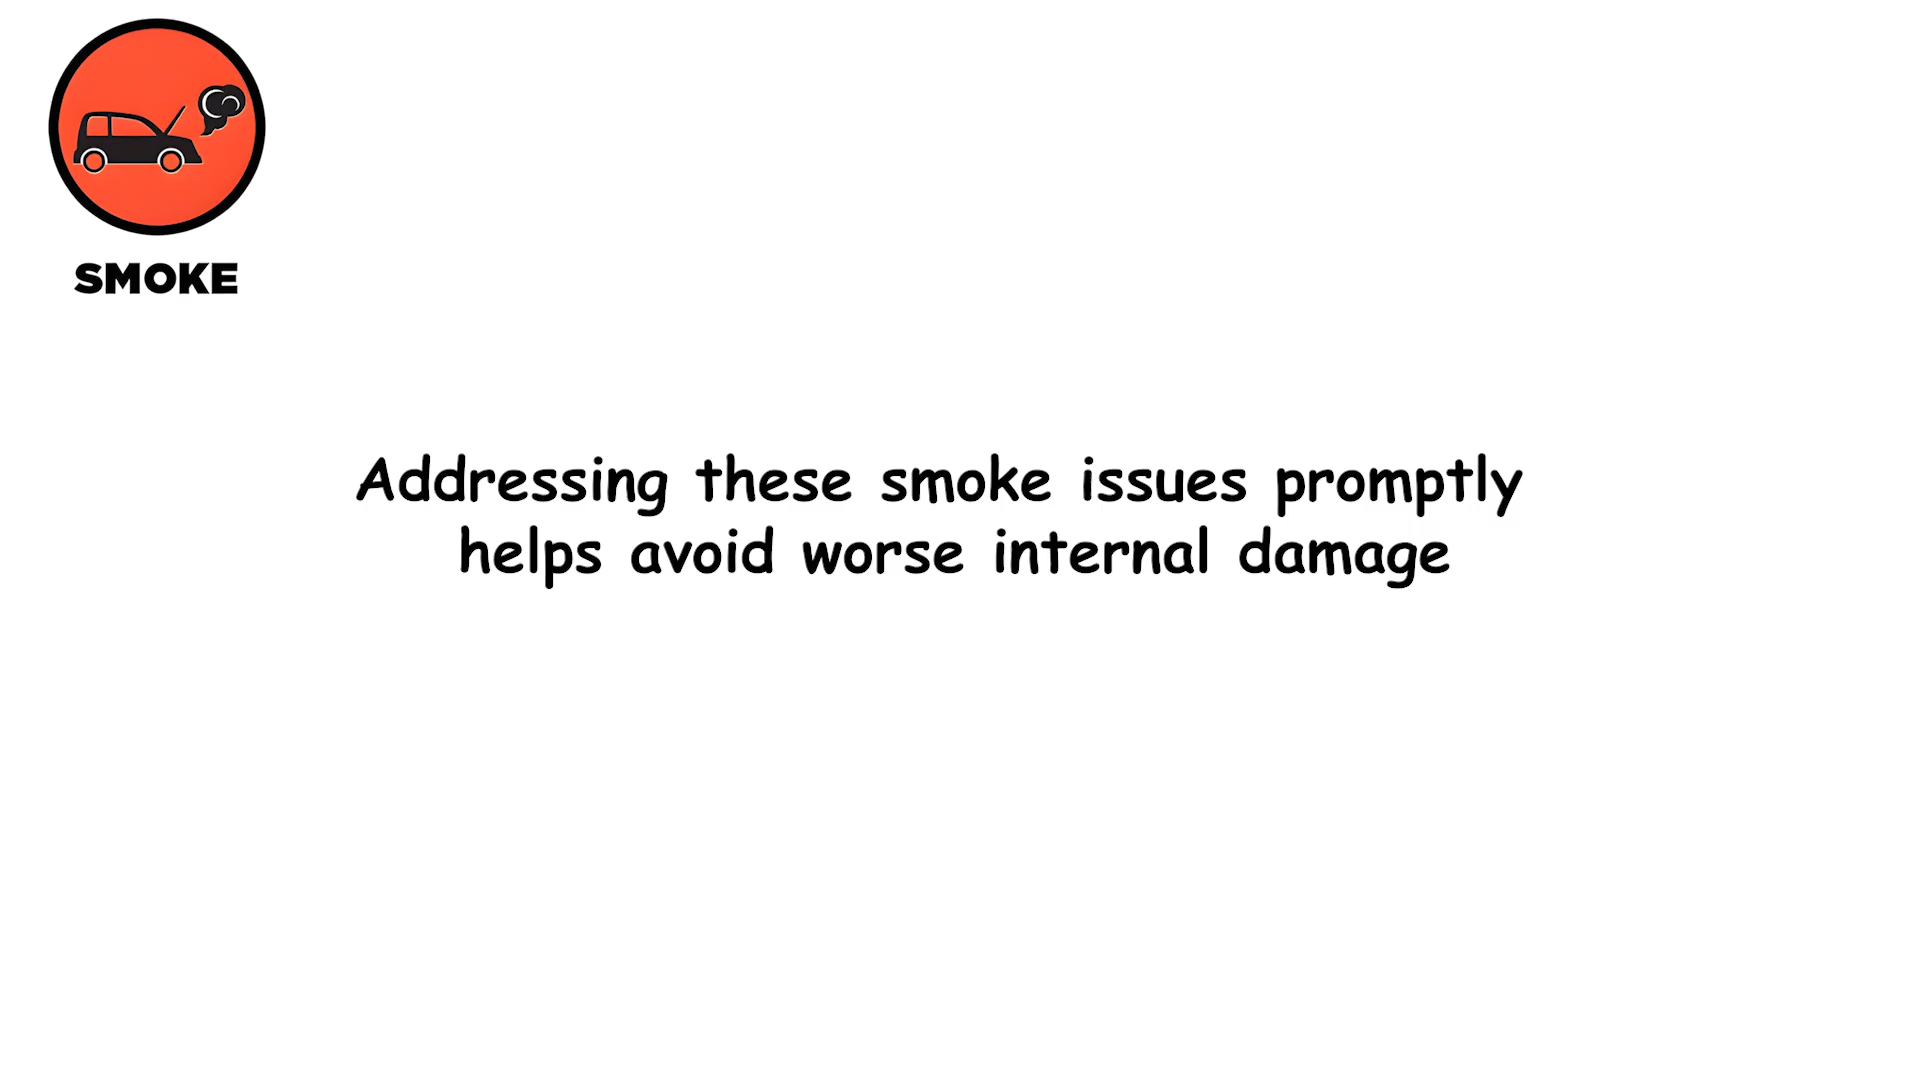 SMOKE
Addressing these smoke issues promptly
helps avoid worse internal damage